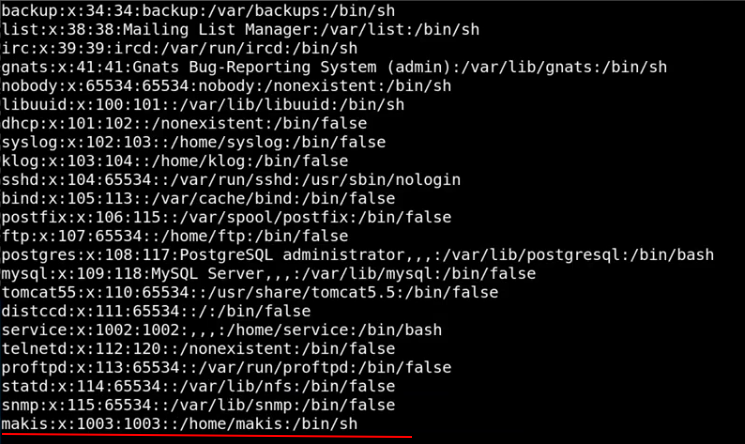 backup:x:34:34:backup:/var/backups:/bin/sh
list:x:38:38:Mailing List Manager:/var/list:/bin/sh
irc:x:39:39:ircd:/var/run/ircd:/bin/sh
gnats:x:41:41:Gnats Bug-Reporting System (admin):/var/lib/gnats:/bin/sh
nobody:x:65534:65534:nobody:/nonexistent:/bin/sh
libuuid:x:100:101::/var/lib/libuuid:/bin/sh
dhcp:x:101:102::/nonexistent:/bin/false
syslog:x:102:103::/home/syslog:/bin/false
klog:x:103:104::/home/klog:/bin/false
sshd:x:104:65534::/var/run/sshd:/usr/sbin/nologin
bind:x:105:113::/var/cache/bind:/bin/false
postfix:x:106:115::/var/spool/postfix:/bin/false
ftp:x:107:65534::/home/ftp:/bin/false
postgres:x:108:117:PostgreSQL administrator,,,:/var/lib/postgresql:/bin/bash
mysql:x:109:118:MySQL Server,,,:/var/lib/mysql:/bin/false
tomcat55:x:110:65534::/usr/share/tomcat5.5:/bin/false
distccd:x:111:65534::/:/bin/false
service:x:1002:1002:,,,:/home/service:/bin/bash
telnetd:x:112:120::/nonexistent:/bin/false
proftpd:x:113:65534::/var/run/proftpd:/bin/false
statd:x:114:65534::/var/lib/nfs:/bin/false
snmp:x:115:65534::/var/lib/snmp:/bin/false
makis:x:1003:1003::/home/makis:/bin/sh